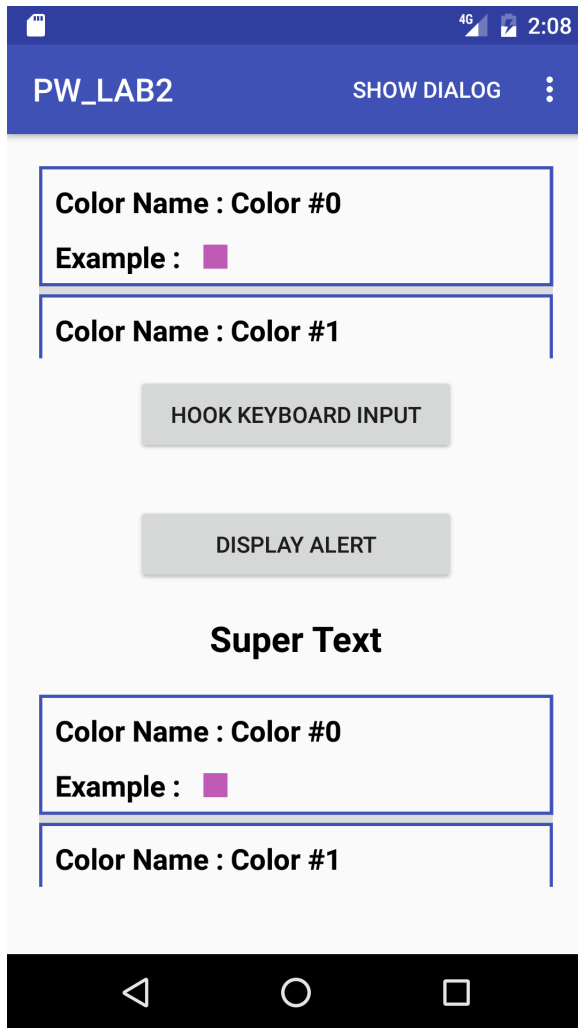 4G 2:08
PW_LAB2 SHOW DIALOG
Color Name : Color #0
Example :
Color Name : Color #1
HOOK KEYBOARD INPUT
DISPLAY ALERT
Super Text
Color Name : Color #0
Example :
Color Name : Color #1